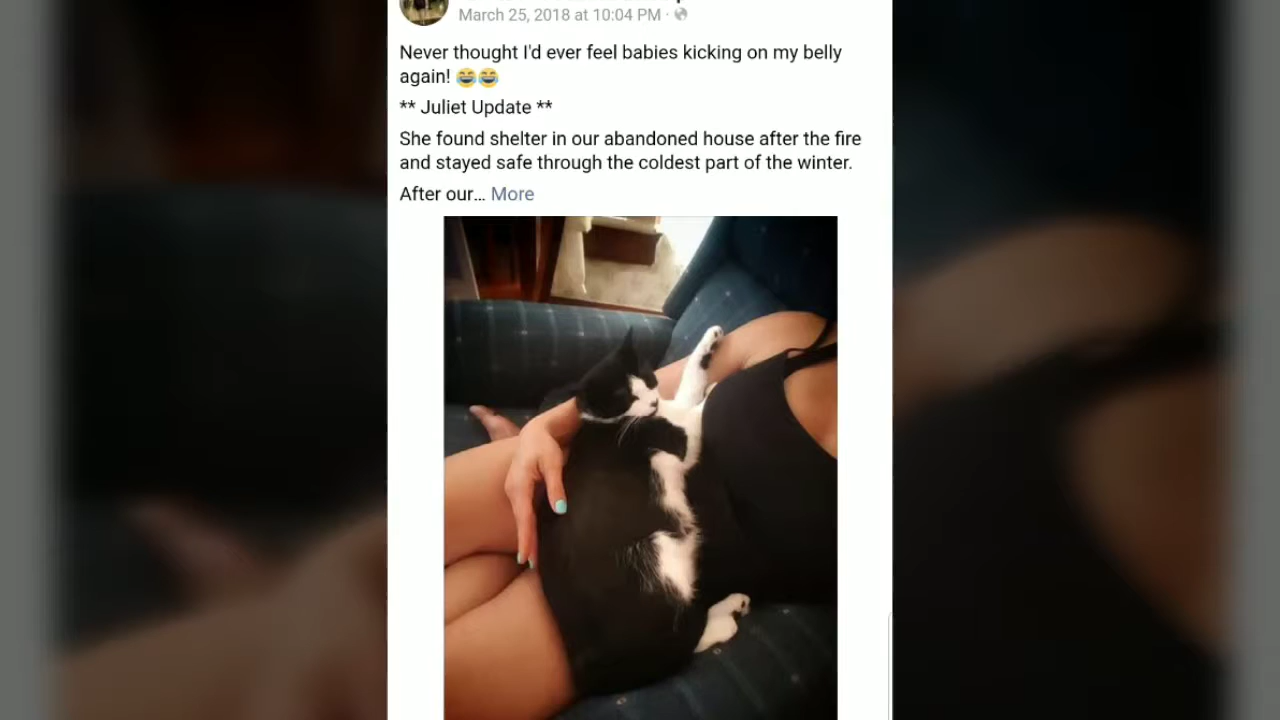 March 25, 2018 at 10:04 PM ·
Never thought I'd ever feel babies kicking on my belly
again! 😂😂
** Juliet Update **
She found shelter in our abandoned house after the fire
and stayed safe through the coldest part of the winter.
After our... More